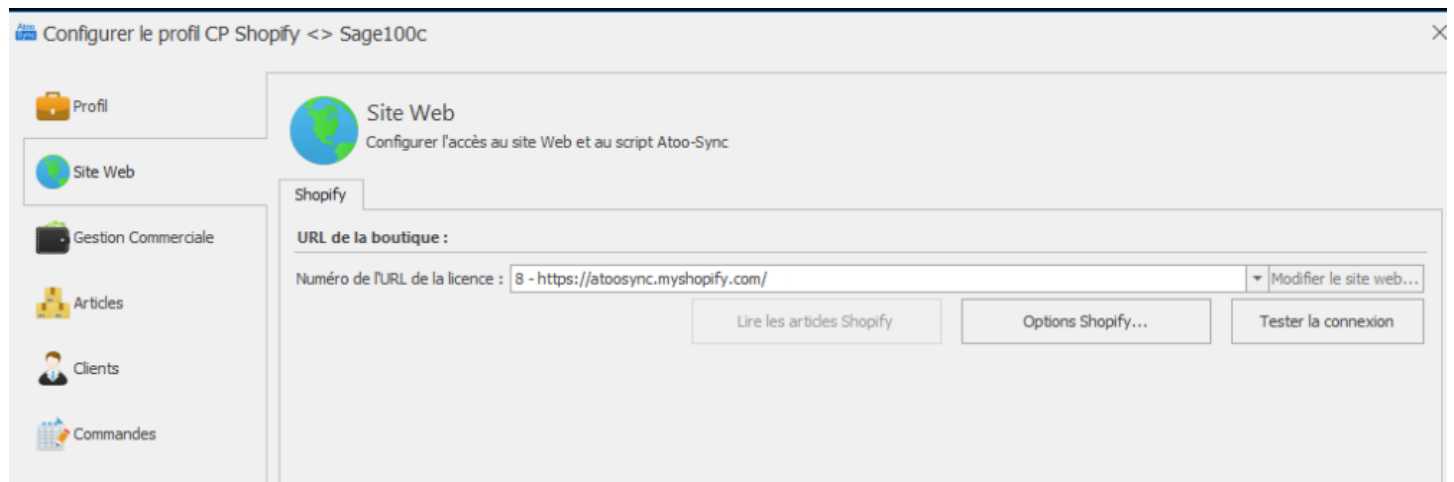 Atoo Sync
Configurer le profil CP Shopify <> Sage100c
Profil
Site Web
Gestion Commerciale
Articles
Clients
Commandes
Site Web
Configurer l'accès au site Web et au script Atoo-Sync
Shopify
URL de la boutique :
Numéro de l'URL de la licence : 8 - https://atoosync.myshopify.com/ Modifier le site web...
Lire les articles Shopify Options Shopify... Tester la connexion